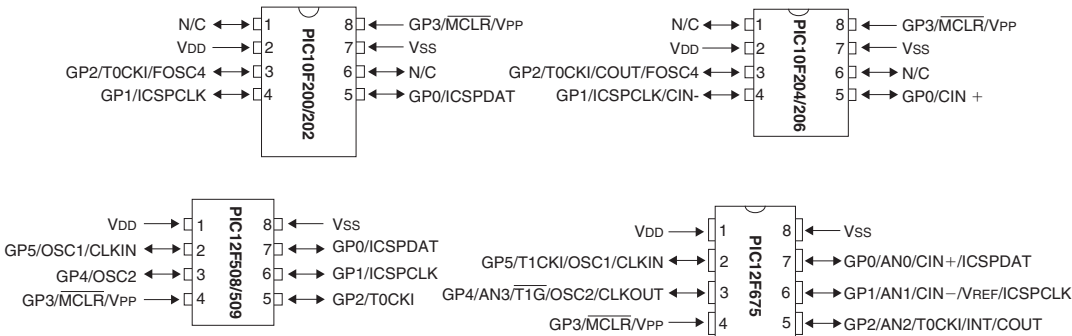 N/C 1 8 GP3/MCLR/VPP
VDD 2 7 VSS
GP2/T0CKI/FOSC4 3 6 N/C
GP1/ICSPCLK 4 5 GP0/ICSPDAT
PIC10F200/202
N/C 1 8 GP3/MCLR/VPP
VDD 2 7 VSS
GP2/T0CKI/COUT/FOSC4 3 6 N/C
GP1/ICSPCLK/CIN- 4 5 GP0/CIN +
PIC10F204/206
VDD 1 8 VSS
GP5/OSC1/CLKIN 2 7 GP0/ICSPDAT
GP4/OSC2 3 6 GP1/ICSPCLK
GP3/MCLR/VPP 4 5 GP2/T0CKI
PIC12F508/509
VDD 1 8 VSS
GP5/T1CKI/OSC1/CLKIN 2 7 GP0/AN0/CIN+/ICSPDAT
GP4/AN3/T1G/OSC2/CLKOUT 3 6 GP1/AN1/CIN−/VREF/ICSPCLK
GP3/MCLR/VPP 4 5 GP2/AN2/T0CKI/INT/COUT
PIC12F675